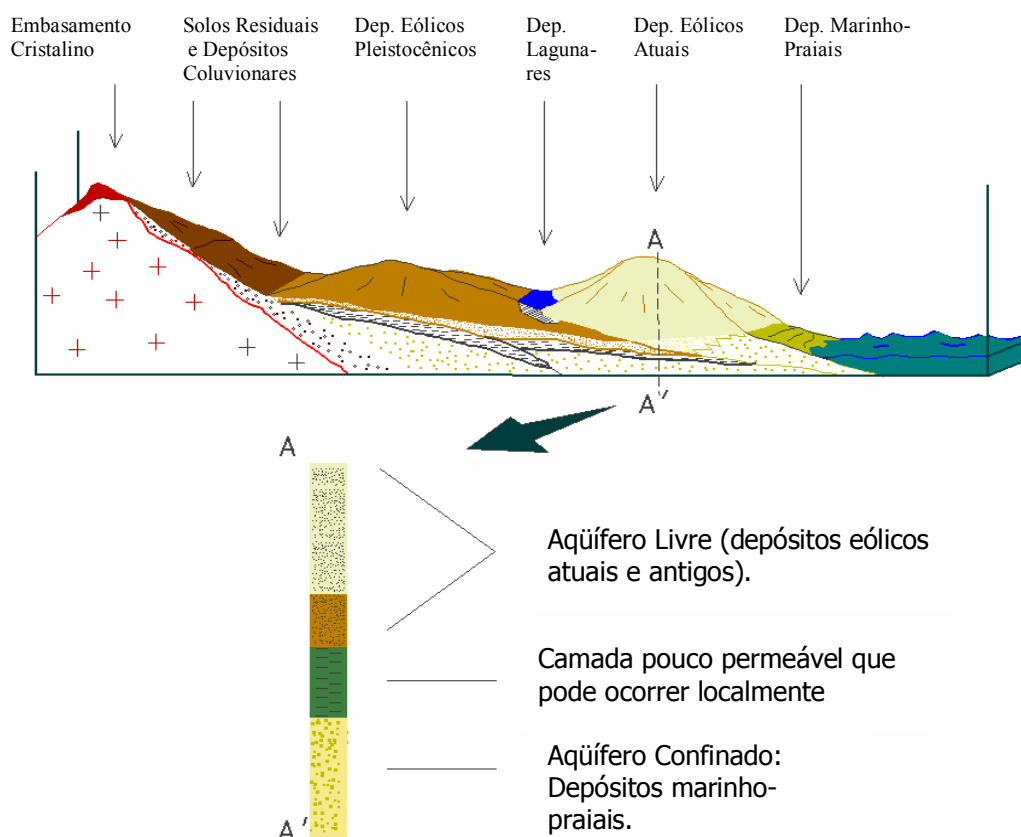 Embasamento
Cristalino
Solos Residuais
e Depósitos
Coluvionares
Dep. Eólicos
Pleistocênicos
Dep.
Laguna-
res
Dep. Eólicos
Atuais
Dep. Marinho-
Praiais
A
A'
A
Aqüífero Livre (depósitos eólicos
atuais e antigos).
Camada pouco permeável que
pode ocorrer localmente
Aqüífero Confinado:
Depósitos marinho-
praiais.
A'